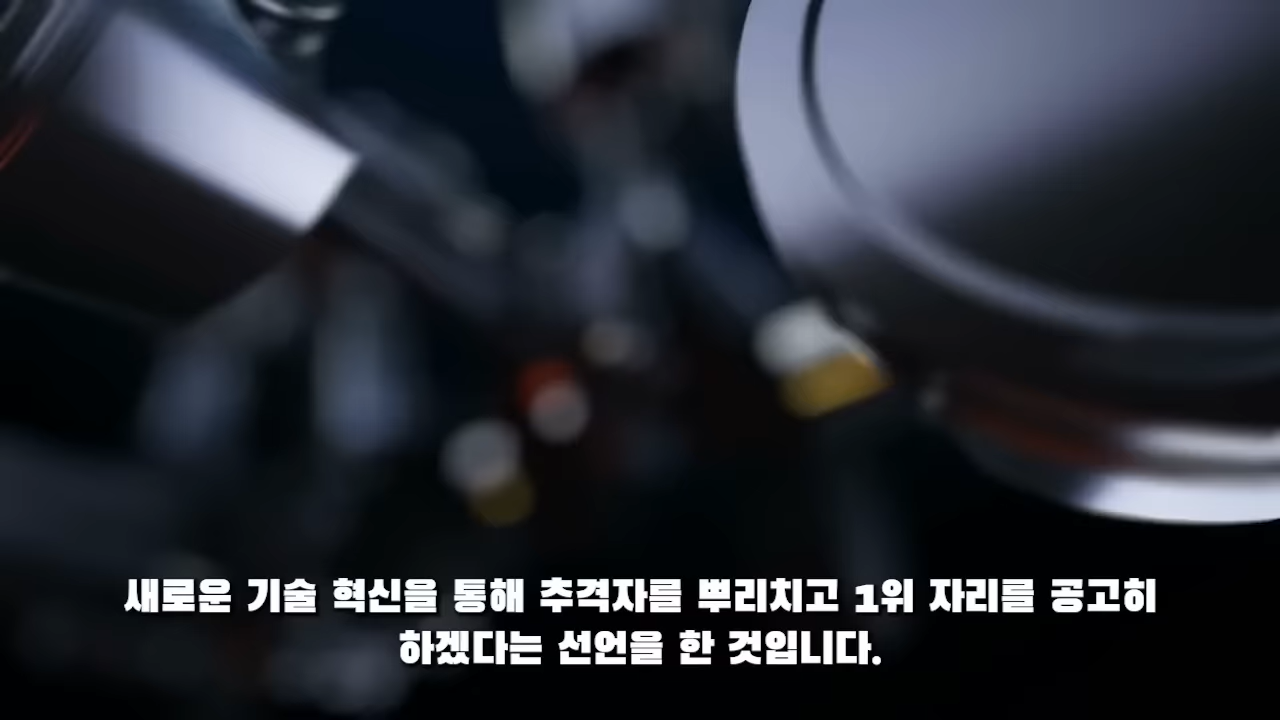 새로운 기술 혁신을 통해 추격자를 뿌리치고 1위 자리를 공고히
하겠다는 선언을 한 것입니다.